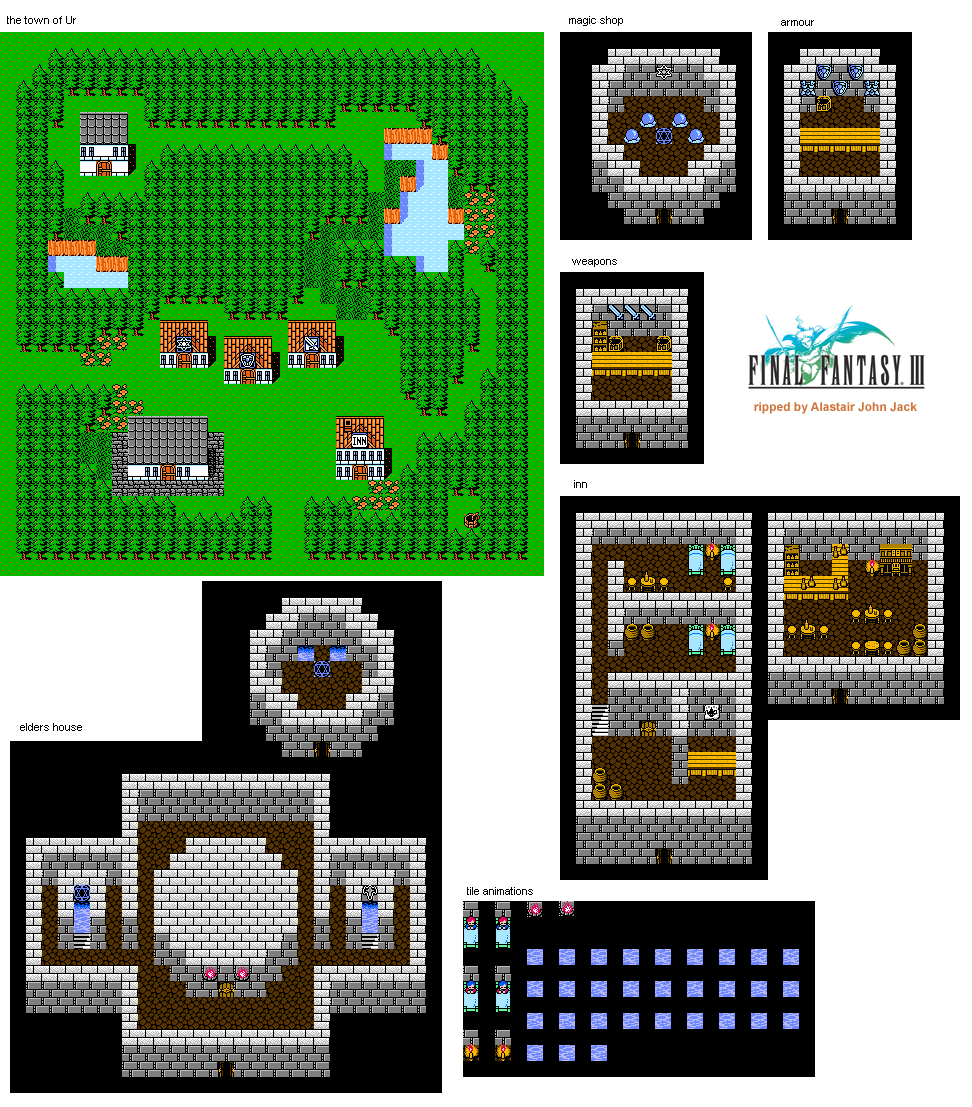 the town of Ur
magic shop
armour
weapons
FINAL FANTASY. III
ripped by Alastair John Jack
INN
inn
elders house
tile animations